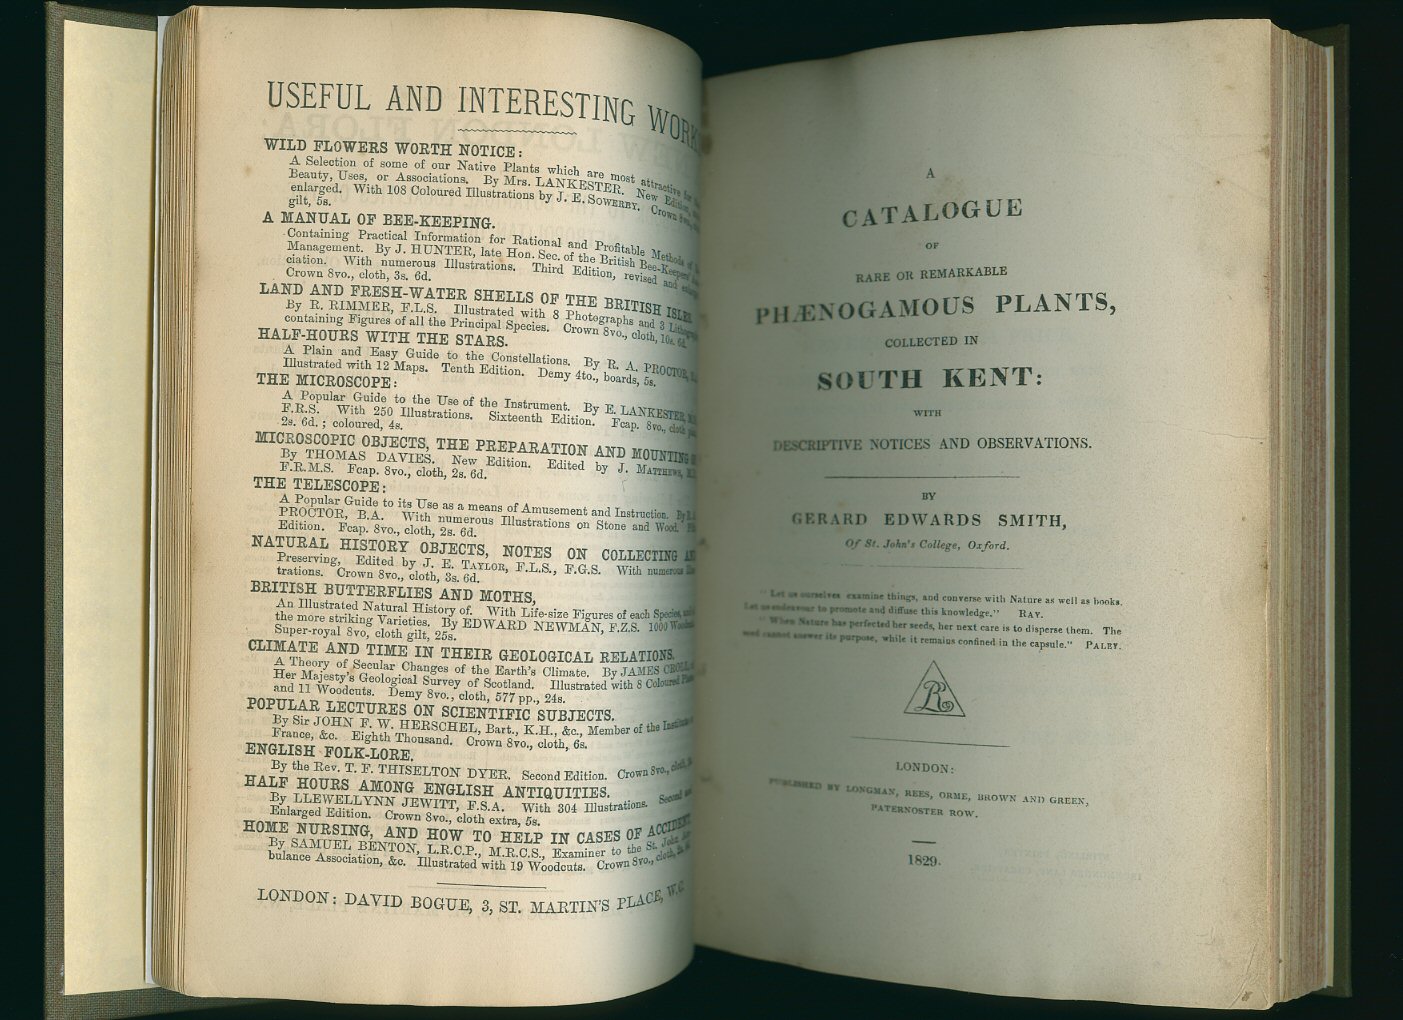 USEFUL AND INTERESTING WORK
WILD FLOWERS WORTH NOTICE:
A Selection of some of our Native Plants which are most attractive for
Beauty, Uses, or Associations. By Mrs. LANKESTER. New Edition,
enlarged. With 108 Coloured Illustrations by J. E. SOWERBY. Crown 8vo,
gilt, 5s.
A MANUAL OF BEE-KEEPING.
Containing Practical Information for Rational and Profitable Methods of
Management. By J. HUNTER, late Hon. Sec. of the British Bee-Keepers'
ciation. With numerous Illustrations. Third Edition, revised and
Crown 8vo., cloth, 3s. 6d.
LAND AND FRESH-WATER SHELLS OF THE BRITISH ISLES.
By R. RIMMER, F.L.S. Illustrated with 8 Photographs and 3
containing Figures of all the Principal Species. Crown 8vo., cloth, 10s. 6d.
HALF-HOURS WITH THE STARS.
A Plain and Easy Guide to the Constellations. By R. A. PROCTOR,
Illustrated with 12 Maps. Tenth Edition. Demy 4to., boards, 5s.
THE MICROSCOPE:
A Popular Guide to the Use of the Instrument. By E. LANKESTER,
F.R.S. With 250 Illustrations. Sixteenth Edition. Fcap. 8vo., cloth
2s. 6d.; coloured, 4s.
MICROSCOPIC OBJECTS, THE PREPARATION AND MOUNTING
By THOMAS DAVIES. New Edition. Edited by J. MATTHEWS,
F.R.M.S. Fcap. 8vo., cloth, 2s. 6d.
THE TELESCOPE:
A Popular Guide to its Use as a means of Amusement and Instruction. By
PROCTOR, B.A. With numerous Illustrations on Stone and Wood.
Edition. Fcap. 8vo., cloth, 2s. 6d.
NATURAL HISTORY OBJECTS, NOTES ON COLLECTING
Preserving, Edited by J. E. TAYLOR, F.L.S., F.G.S. With numerous
trations. Crown 8vo., cloth, 3s. 6d.
BRITISH BUTTERFLIES AND MOTHS,
An Illustrated Natural History of. With Life-size Figures of each Species,
the more striking Varieties. By EDWARD NEWMAN, F.Z.S. 1000
Super-royal 8vo, cloth gilt, 25s.
CLIMATE AND TIME IN THEIR GEOLOGICAL RELATIONS.
A Theory of Secular Changes of the Earth's Climate. By JAMES CROLL,
Her Majesty's Geological Survey of Scotland. Illustrated with 8 Coloured
and 11 Woodcuts. Demy 8vo., cloth, 577 pp., 24s.
POPULAR LECTURES ON SCIENTIFIC SUBJECTS.
By Sir JOHN F. W. HERSCHEL, Bart., K.H., &c., Member of the Institute
France, &c. Eighth Thousand. Crown 8vo., cloth, 6s.
ENGLISH FOLK-LORE.
By the Rev. T. F. THISELTON DYER. Second Edition. Crown 8vo., cloth,
HALF HOURS AMONG ENGLISH ANTIQUITIES.
By LLEWELLYNN JEWITT, F.S.A. With 304 Illustrations. Second
Enlarged Edition. Crown 8vo., cloth extra, 5s.
HOME NURSING, AND HOW TO HELP IN CASES OF ACCIDENT.
By SAMUEL BENTON, L.R.C.P., M.R.C.S., Examiner to the St. John
bulance Association, &c. Illustrated with 19 Woodcuts. Crown 8vo., cloth,
LONDON: DAVID BOGUE, 3, ST. MARTIN'S PLACE, W.C.
A
CATALOGUE
OF
RARE OR REMARKABLE
PHÆNOGAMOUS PLANTS,
COLLECTED IN
SOUTH KENT:
WITH
DESCRIPTIVE NOTICES AND OBSERVATIONS.
BY
GERARD EDWARDS SMITH,
Of St. John's College, Oxford.
"Let us ourselves examine things, and converse with Nature as well as books.
Let us endeavour to promote and diffuse this knowledge." RAY.
"When Nature has perfected her seeds, her next care is to disperse them. The
seed cannot answer its purpose, while it remains confined in the capsule." PALEY.
LONDON:
PUBLISHED BY LONGMAN, REES, ORME, BROWN AND GREEN,
PATERNOSTER ROW.
1829.